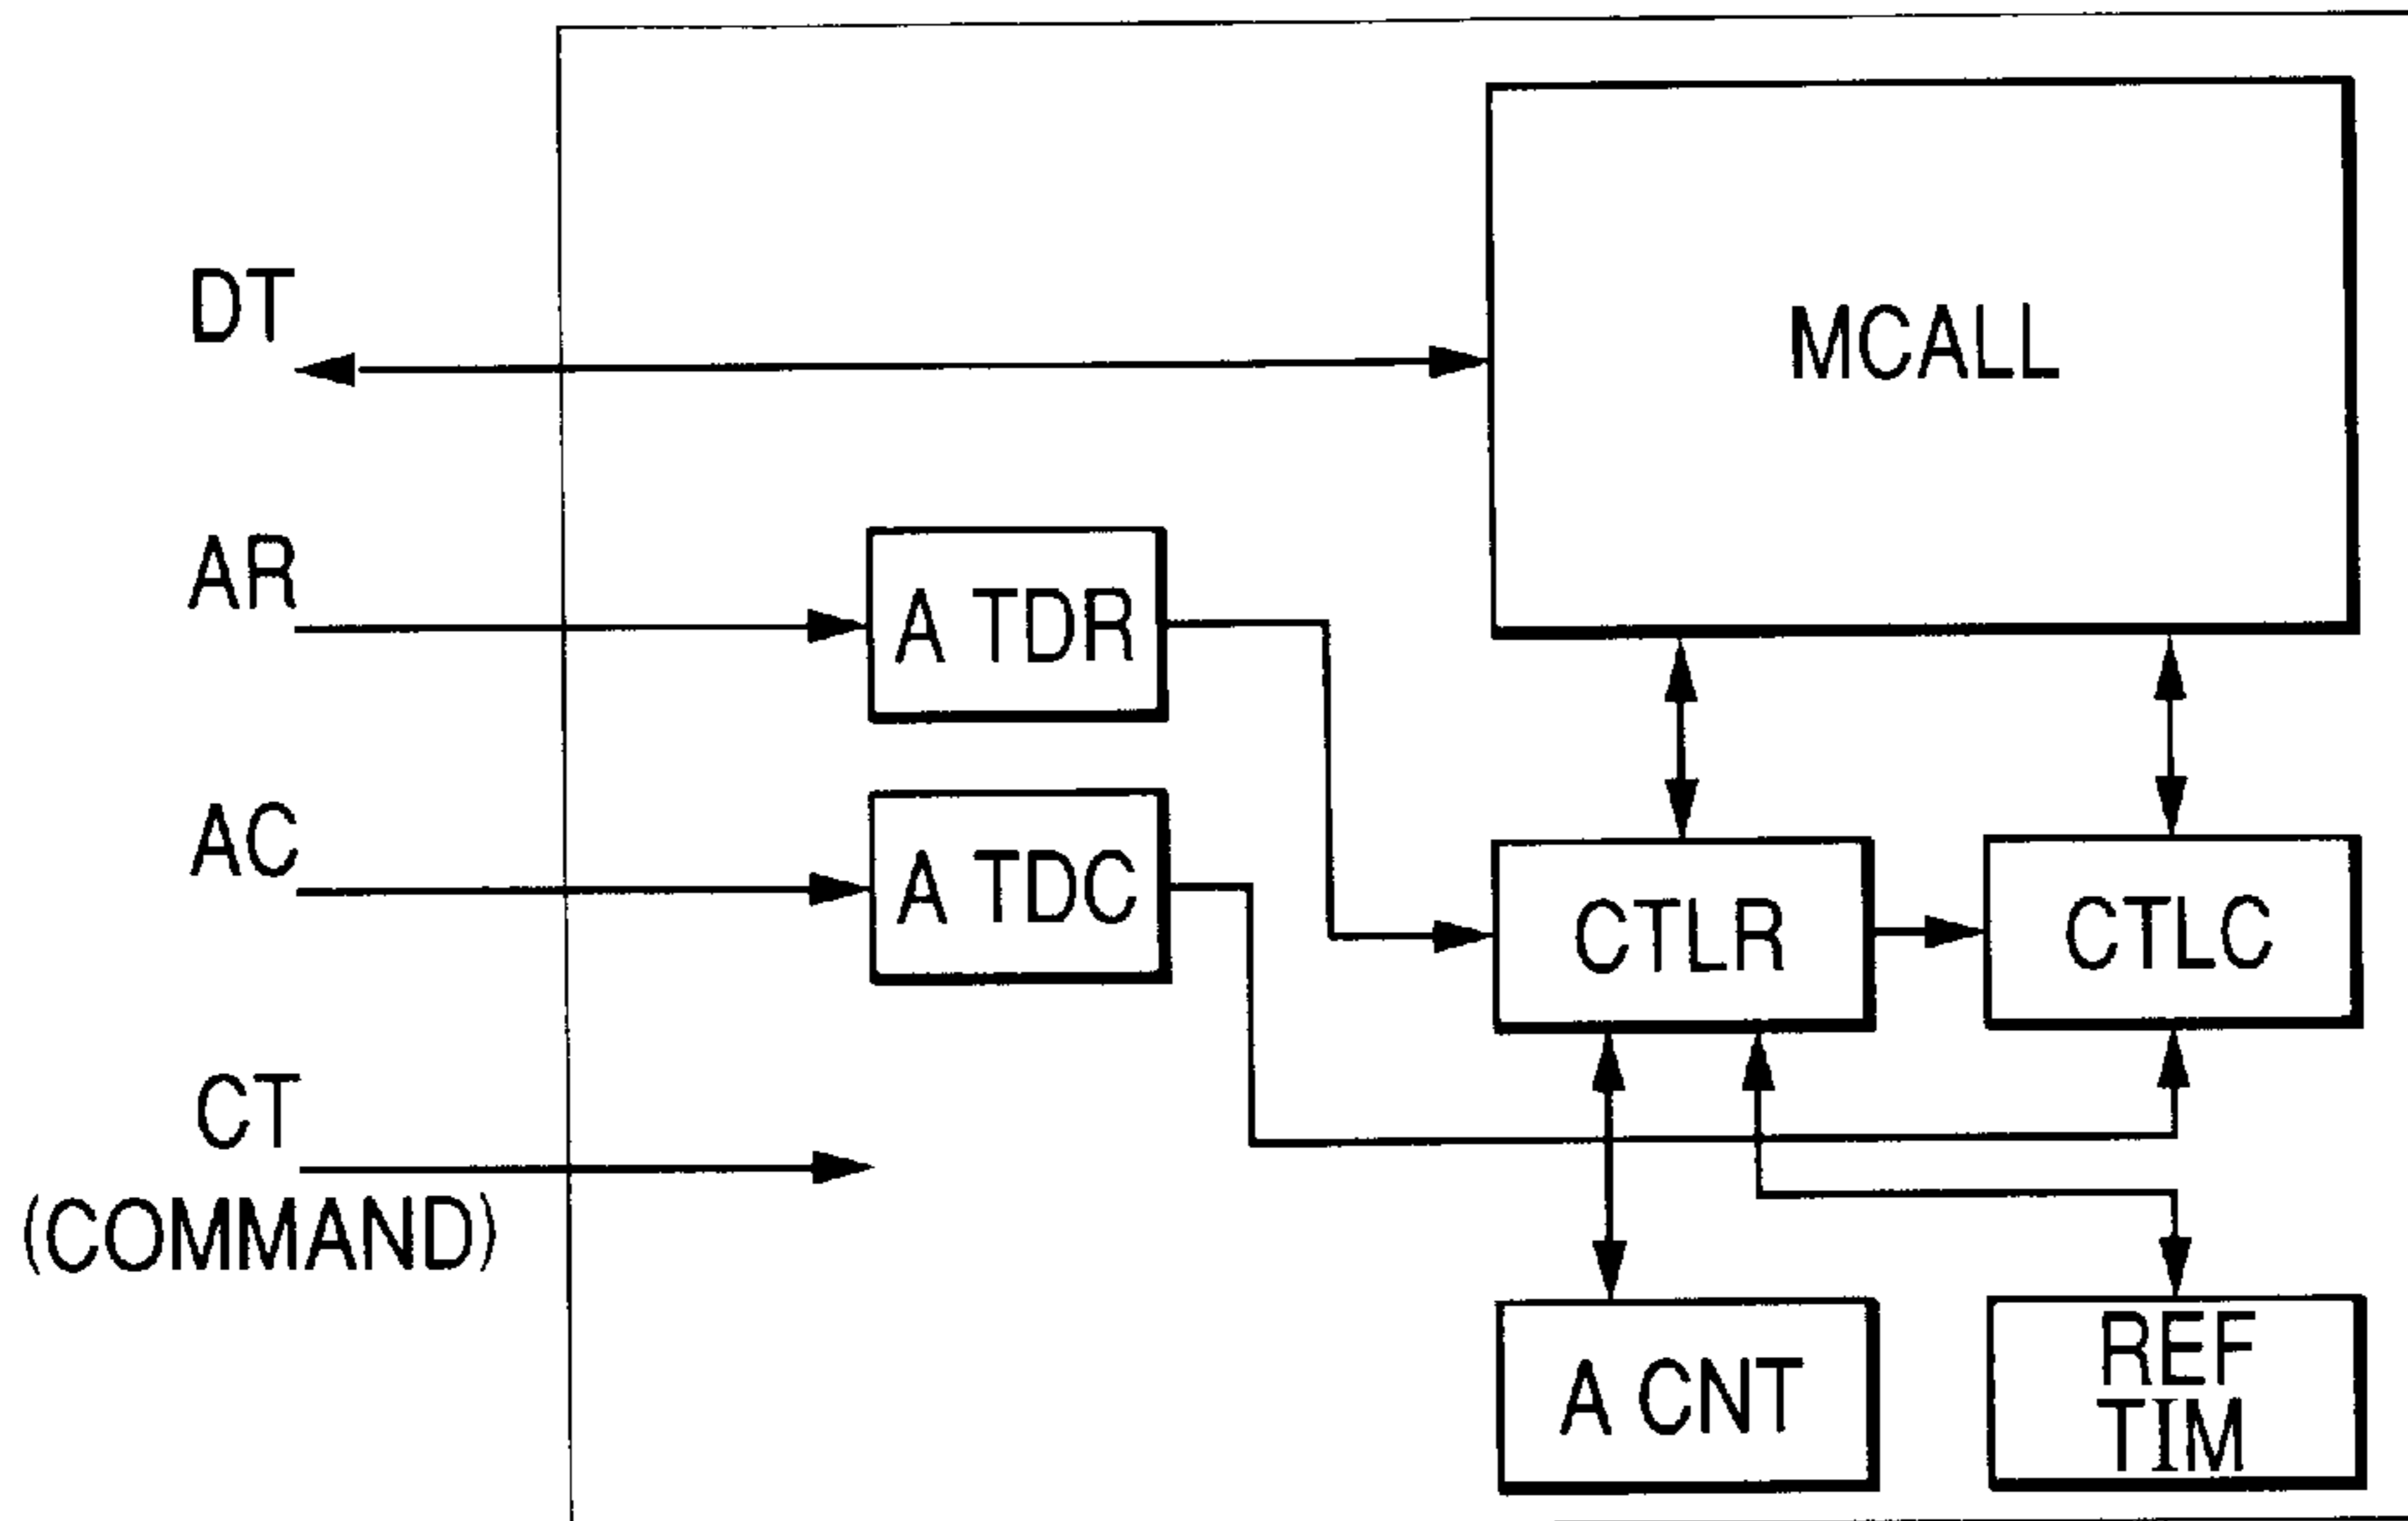 DT
MCALL
AR
A TDR
AC
A TDC
CTLR
CTLC
CT
(COMMAND)
A CNT
REF
TIM